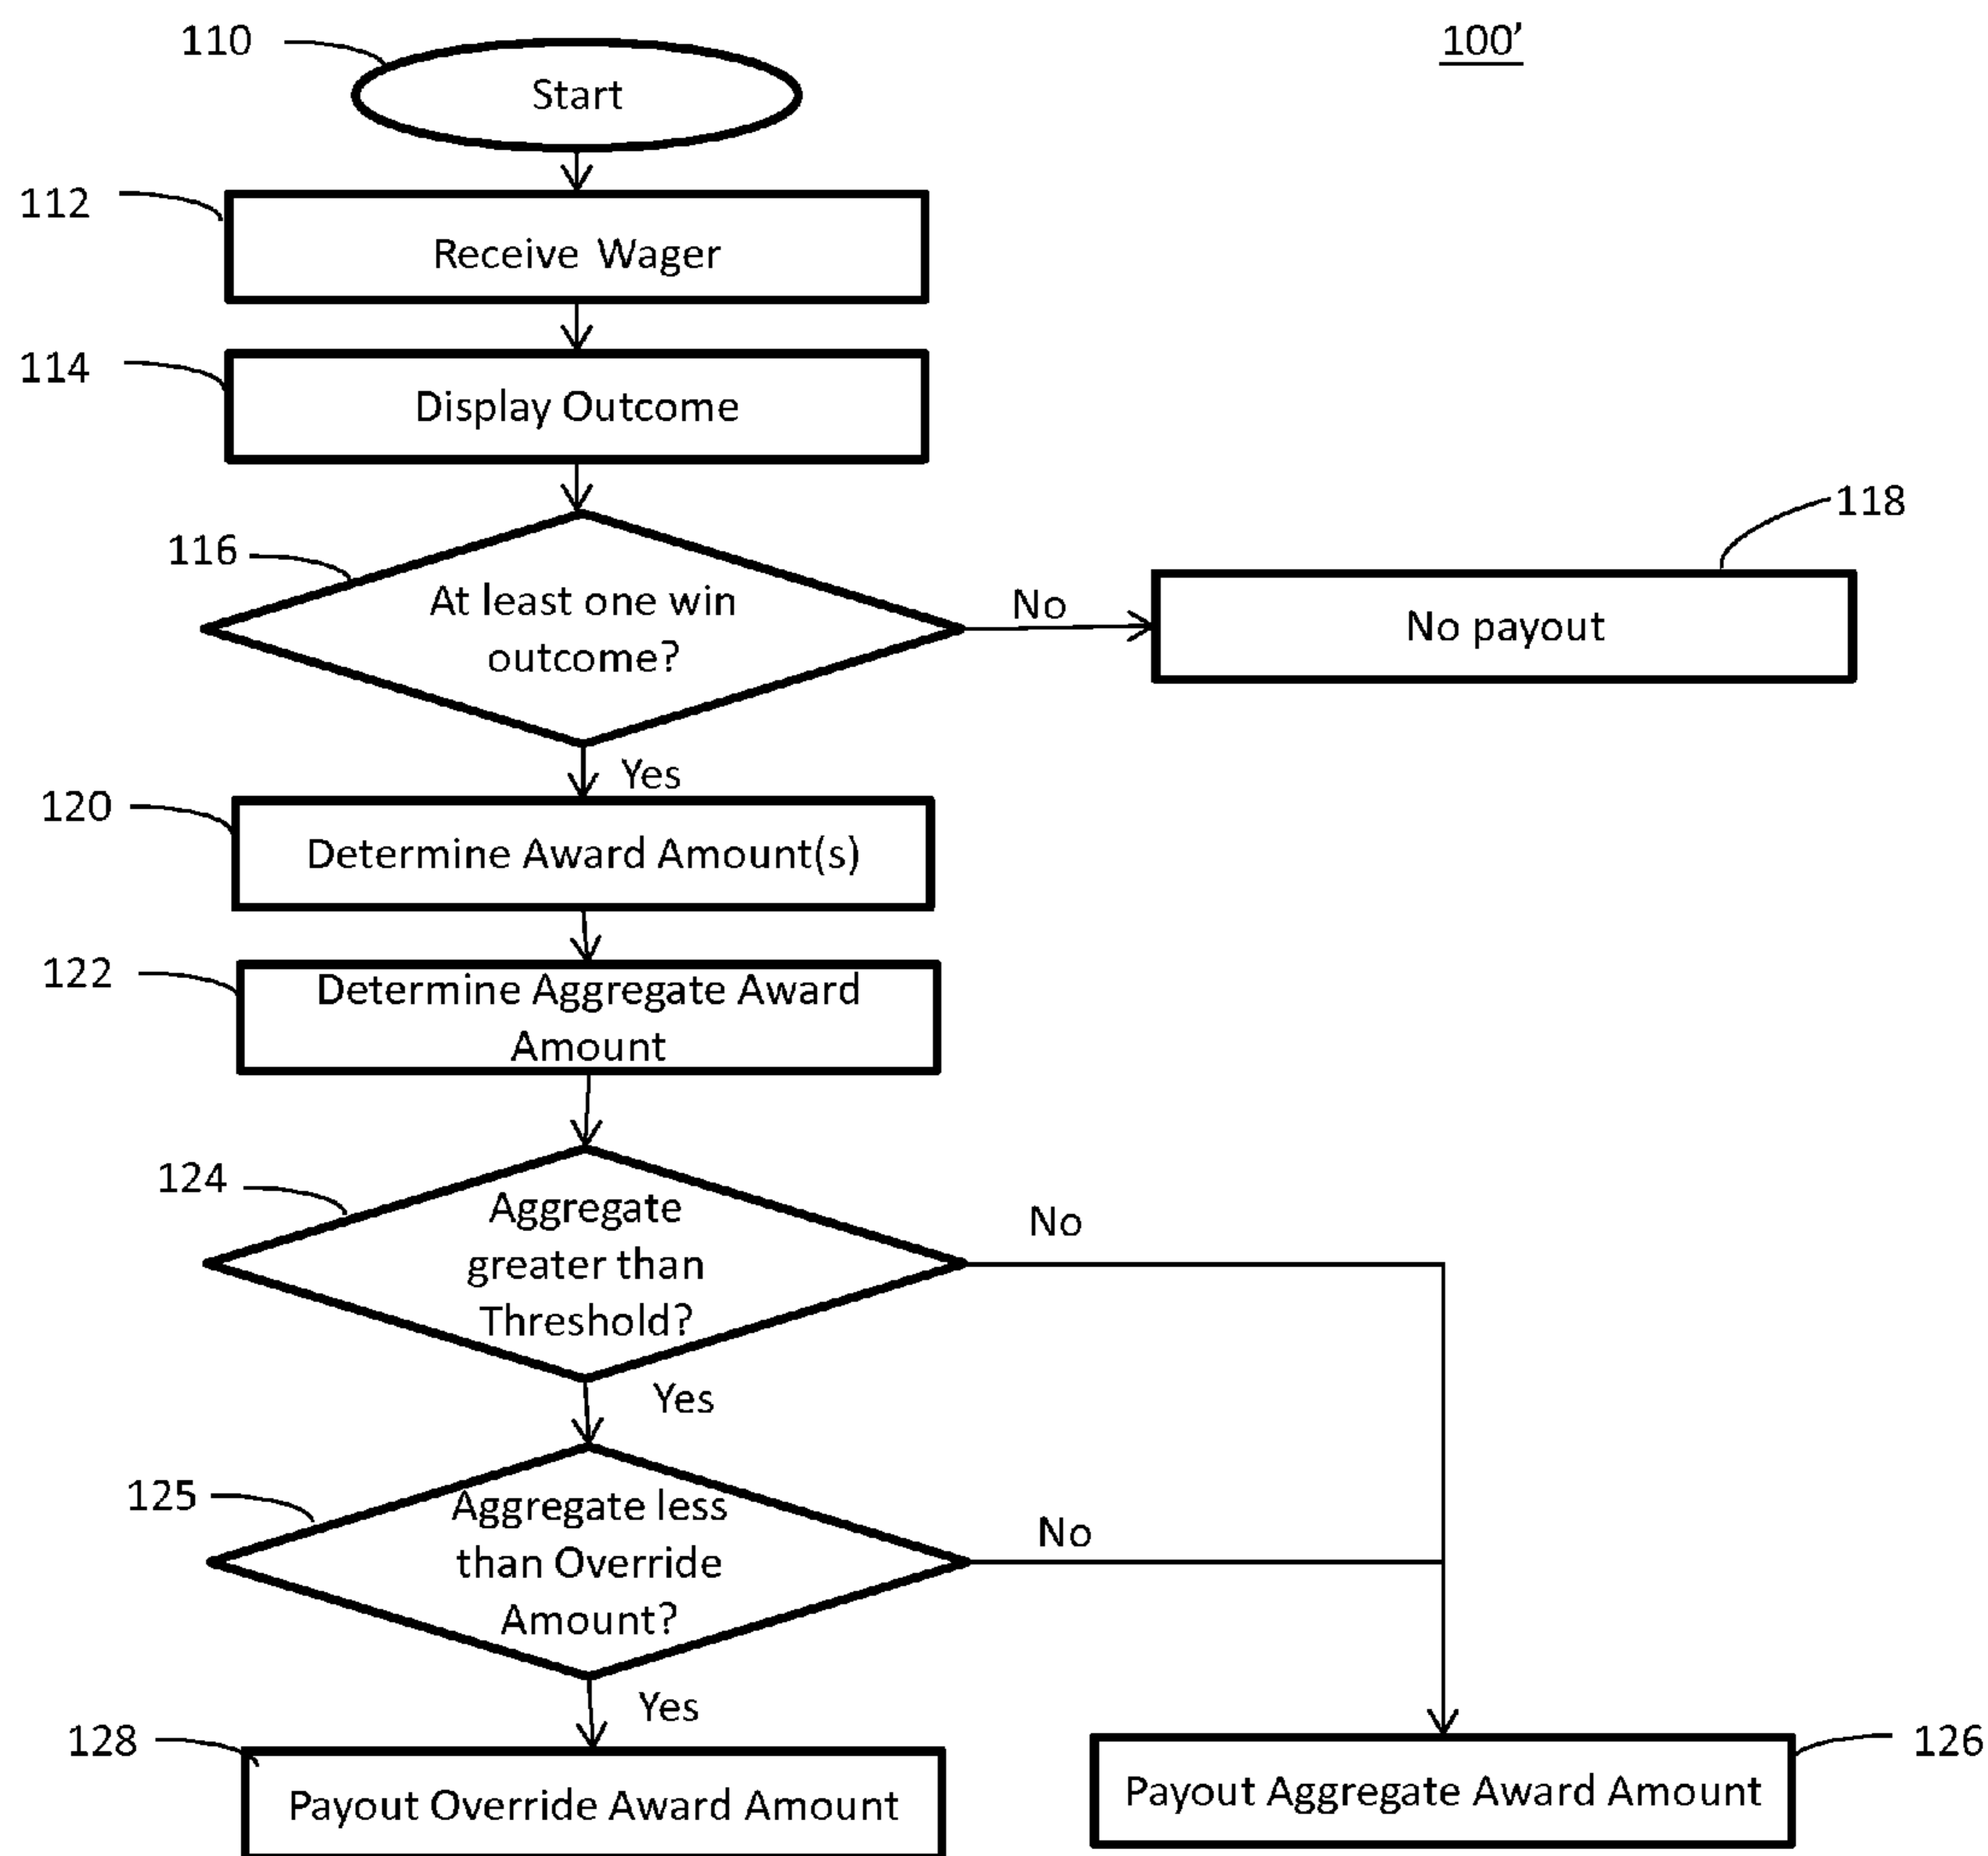 110
Start
100'
112
Receive Wager
114
Display Outcome
116
At least one win
outcome?
No
118
No payout
Yes
120
Determine Award Amount(s)
122
Determine Aggregate Award
Amount
124
Aggregate
greater than
Threshold?
No
Yes
125
Aggregate less
than Override
Amount?
No
Yes
128
Payout Override Award Amount
126
Payout Aggregate Award Amount